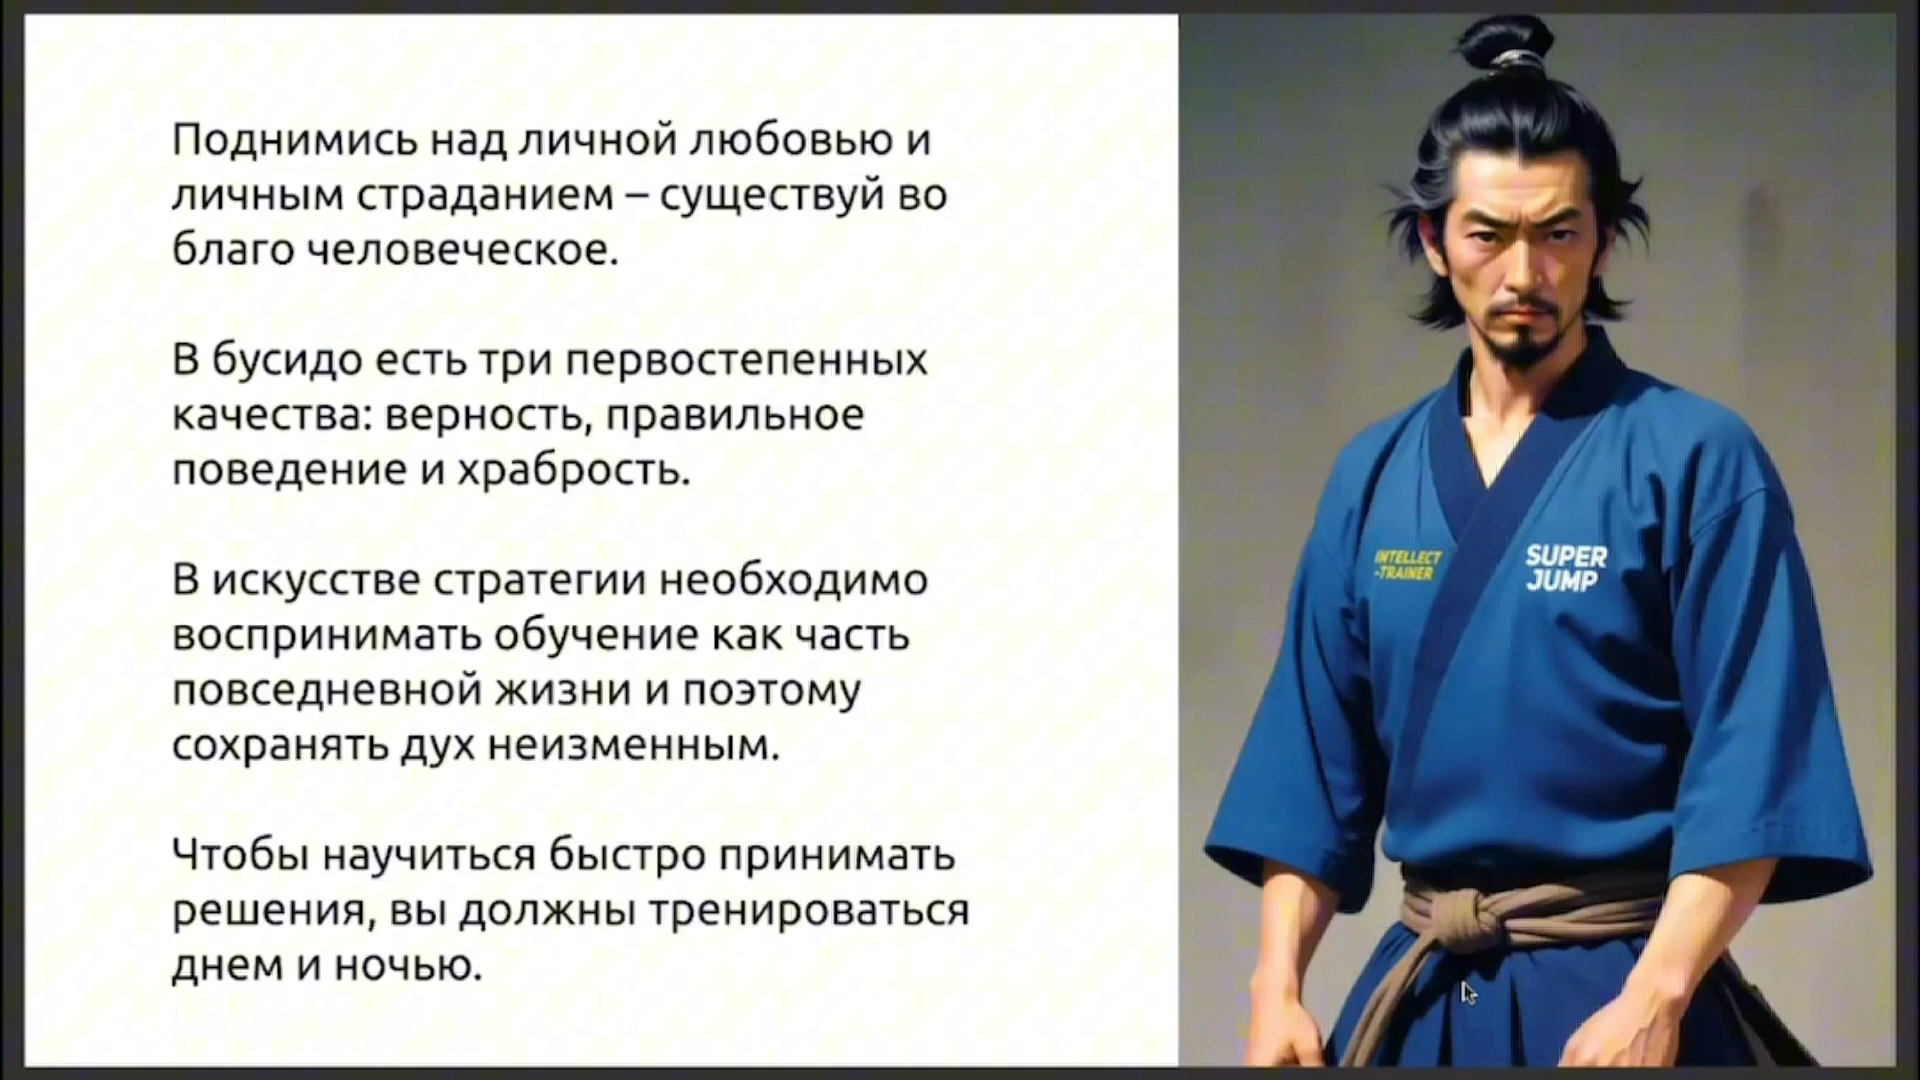 Поднимись над личной любовью и
личным страданием – существуй во
благо человеческое.
В бусидо есть три первостепенных
качества: верность, правильное
поведение и храбрость.
В искусстве стратегии необходимо
воспринимать обучение как часть
повседневной жизни и поэтому
сохранять дух неизменным.
Чтобы научиться быстро принимать
решения, вы должны тренироваться
днем и ночью.
INTELLECT
-TRAINER
SUPER
JUMP